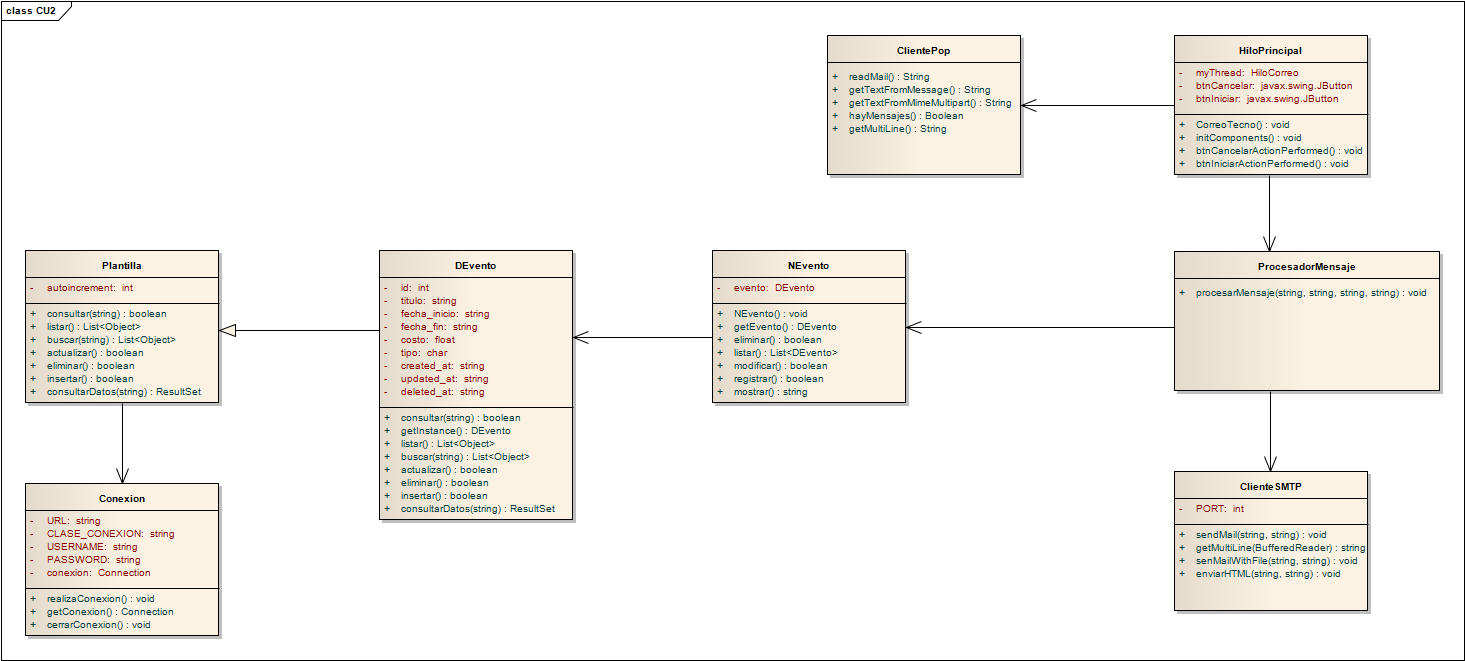 class CU2
ClientePop
+ readMail() : String
+ getTextFromMessage() : String
+ getTextFromMimeMultipart() : String
+ hayMensajes() : Boolean
+ getMultiLine() : String
HiloPrincipal
- myThread: HiloCorreo
- btnCancelar: javax.swing.JButton
- btnIniciar: javax.swing.JButton
+ CorreoTecno() : void
+ initComponents() : void
+ btnCancelarActionPerformed() : void
+ btnIniciarActionPerformed() : void
Plantilla
- autoincrement: int
+ consultar(string) : boolean
+ listar() : List<Object>
+ buscar(string) : List<Object>
+ actualizar() : boolean
+ eliminar() : boolean
+ insertar() : boolean
+ consultarDatos(string) : ResultSet
DEvento
- id: int
- titulo: string
- fecha_inicio: string
- fecha_fin: string
- costo: float
- tipo: char
- created_at: string
- updated_at: string
- deleted_at: string
+ consultar(string) : boolean
+ getInstance() : DEvento
+ listar() : List<Object>
+ buscar(string) : List<Object>
+ actualizar() : boolean
+ eliminar() : boolean
+ insertar() : boolean
+ consultarDatos(string) : ResultSet
NEvento
- evento: DEvento
+ NEvento() : void
+ getEvento() : DEvento
+ eliminar() : boolean
+ listar() : List<DEvento>
+ modificar() : boolean
+ registrar() : boolean
+ mostrar() : string
ProcesadorMensaje
+ procesarMensaje(string, string, string, string) : void
Conexion
- URL: string
- CLASE_CONEXION: string
- USERNAME: string
- PASSWORD: string
- conexion: Connection
+ realizaConexion() : void
+ getConexion() : Connection
+ cerrarConexion() : void
ClienteSMTP
- PORT: int
+ sendMail(string, string) : void
+ getMultiLine(BufferedReader) : string
+ senMailWithFile(string, string) : void
+ enviarHTML(string, string) : void